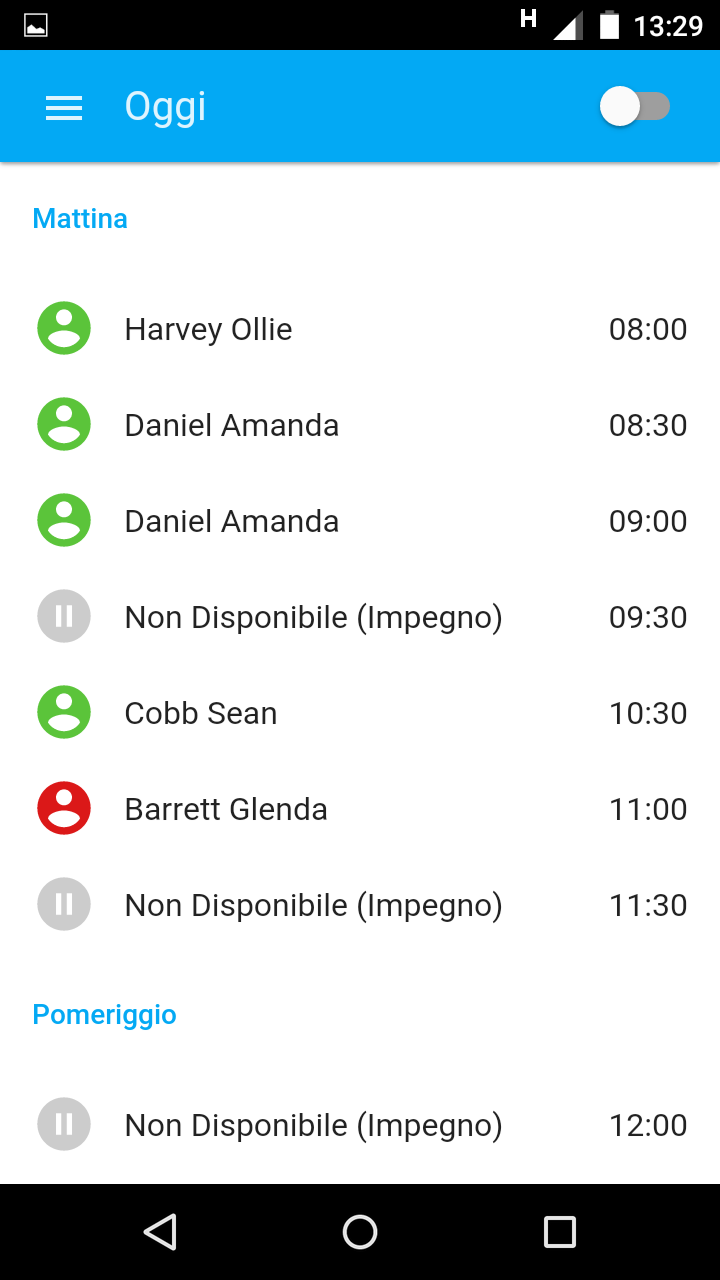 H 13:29
Oggi
Mattina
Harvey Ollie 08:00
Daniel Amanda 08:30
Daniel Amanda 09:00
Non Disponibile (Impegno) 09:30
Cobb Sean 10:30
Barrett Glenda 11:00
Non Disponibile (Impegno) 11:30
Pomeriggio
Non Disponibile (Impegno) 12:00